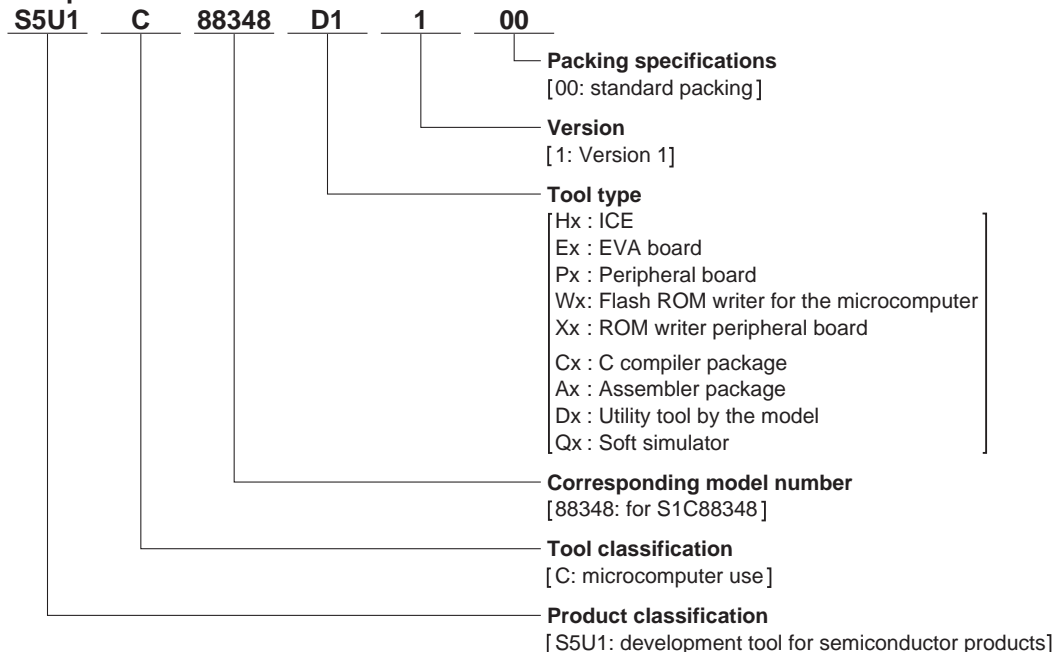 S5U1 C 88348 D1 1 00
Packing specifications
[00: standard packing]
Version
[1: Version 1]
Tool type
Hx : ICE
Ex : EVA board
Px : Peripheral board
Wx: Flash ROM writer for the microcomputer
Xx : ROM writer peripheral board
Cx : C compiler package
Ax : Assembler package
Dx : Utility tool by the model
Qx : Soft simulator
Corresponding model number
[88348: for S1C88348]
Tool classification
[C: microcomputer use]
Product classification
[S5U1: development tool for semiconductor products]